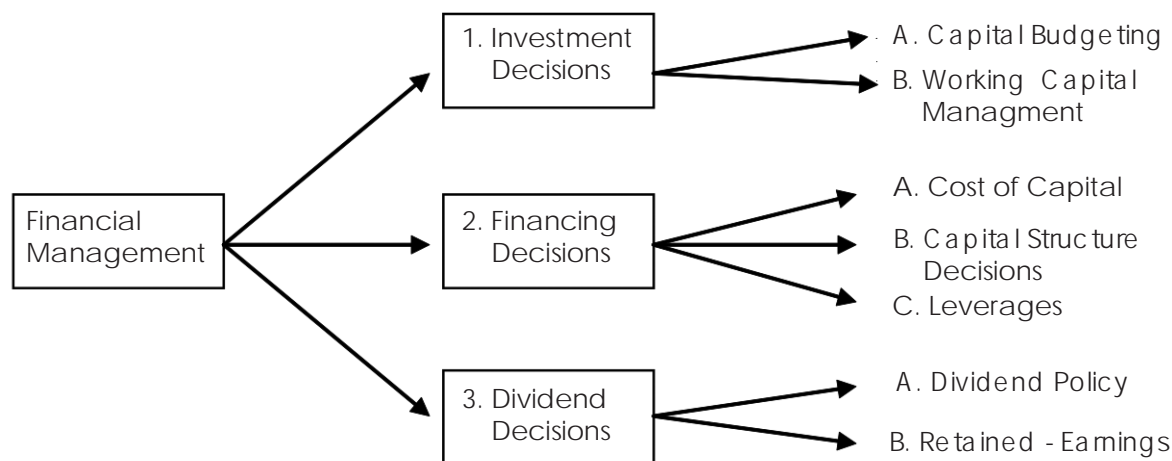 Financial
Management
1. Investment
Decisions
A. Capital Budgeting
B. Working Capital
Managment
2. Financing
Decisions
A. Cost of Capital
B. Capital Structure
Decisions
C. Leverages
3. Dividend
Decisions
A. Dividend Policy
B. Retained - Earnings